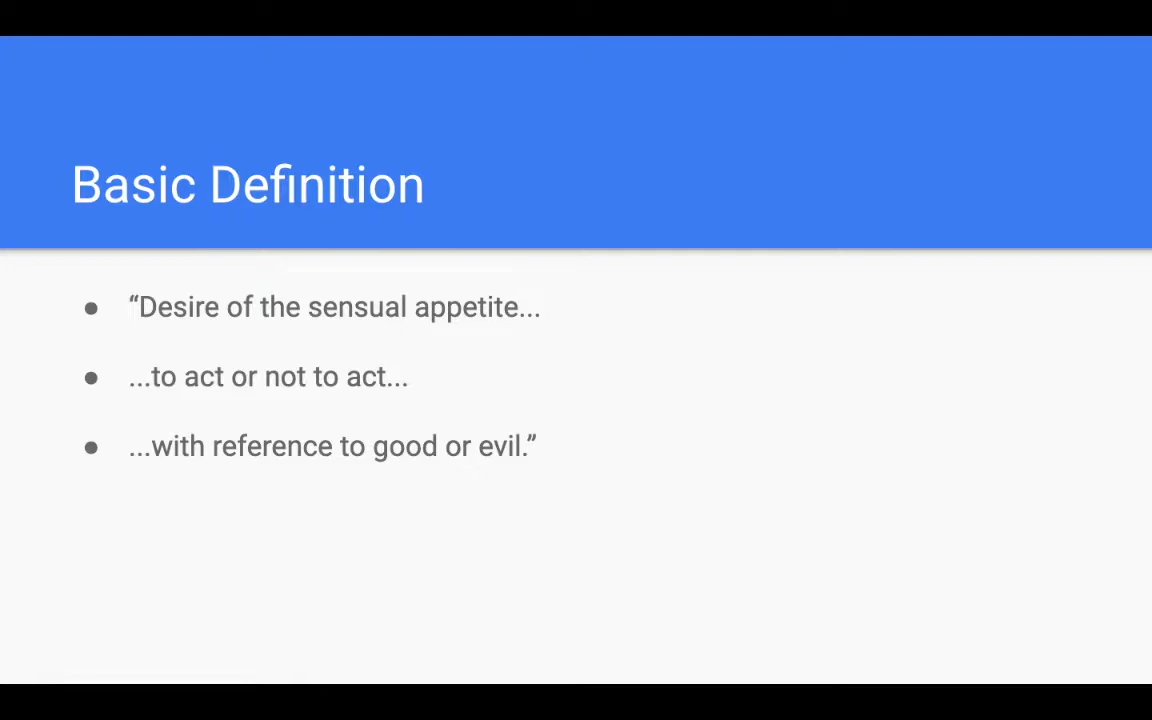 Basic Definition
● “Desire of the sensual appetite...
● ...to act or not to act...
● ...with reference to good or evil.”